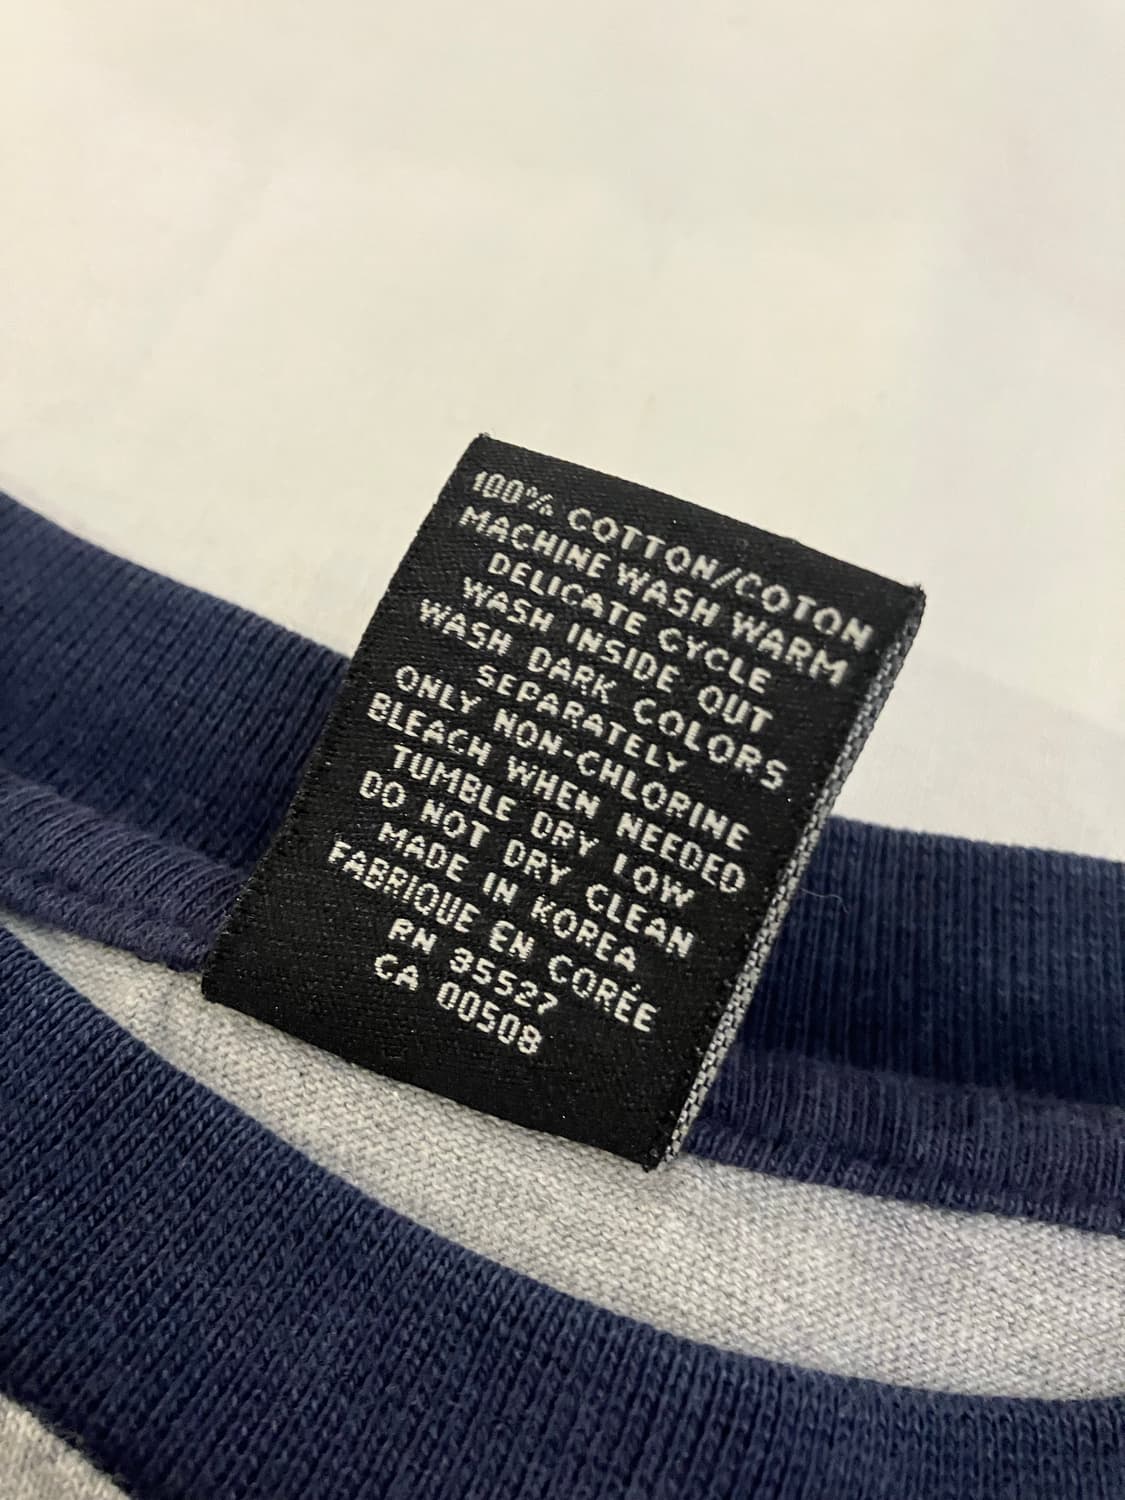 100% COTTON/COTON
MACHINE WASH WARM
DELICATE CYCLE
WASH INSIDE OUT
WASH DARK COLORS
SEPARATELY
ONLY NON-CHLORINE
BLEACH WHEN NEEDED
TUMBLE DRY LOW
DO NOT DRY CLEAN
MADE IN KOREA
FABRIQUE EN CORÉE
RN 35527
CA 00508